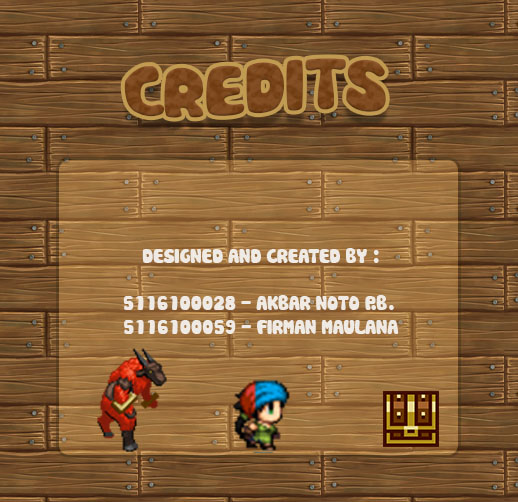 CREDITS
DESIGNED AND CREATED BY :
5116100028 - AKBAR NOTO P.B.
5116100059 - FIRMAN MAULANA